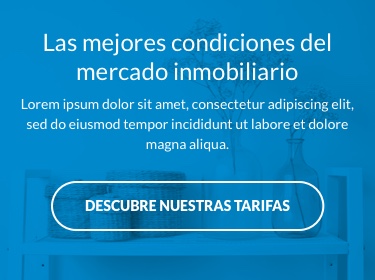 Las mejores condiciones del
mercado inmobiliario
Lorem ipsum dolor sit amet, consectetur adipiscing elit,
sed do eiusmod tempor incididunt ut labore et dolore
magna aliqua.
DESCUBRE NUESTRAS TARIFAS